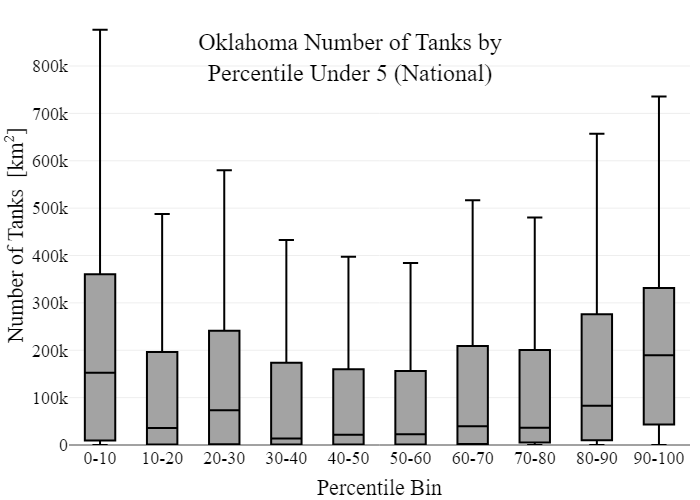 Oklahoma Number of Tanks by
Percentile Under 5 (National)
Number of Tanks [km²]
800k
700k
600k
500k
400k
300k
200k
100k
0
0-10 10-20 20-30 30-40 40-50 50-60 60-70 70-80 80-90 90-100
Percentile Bin